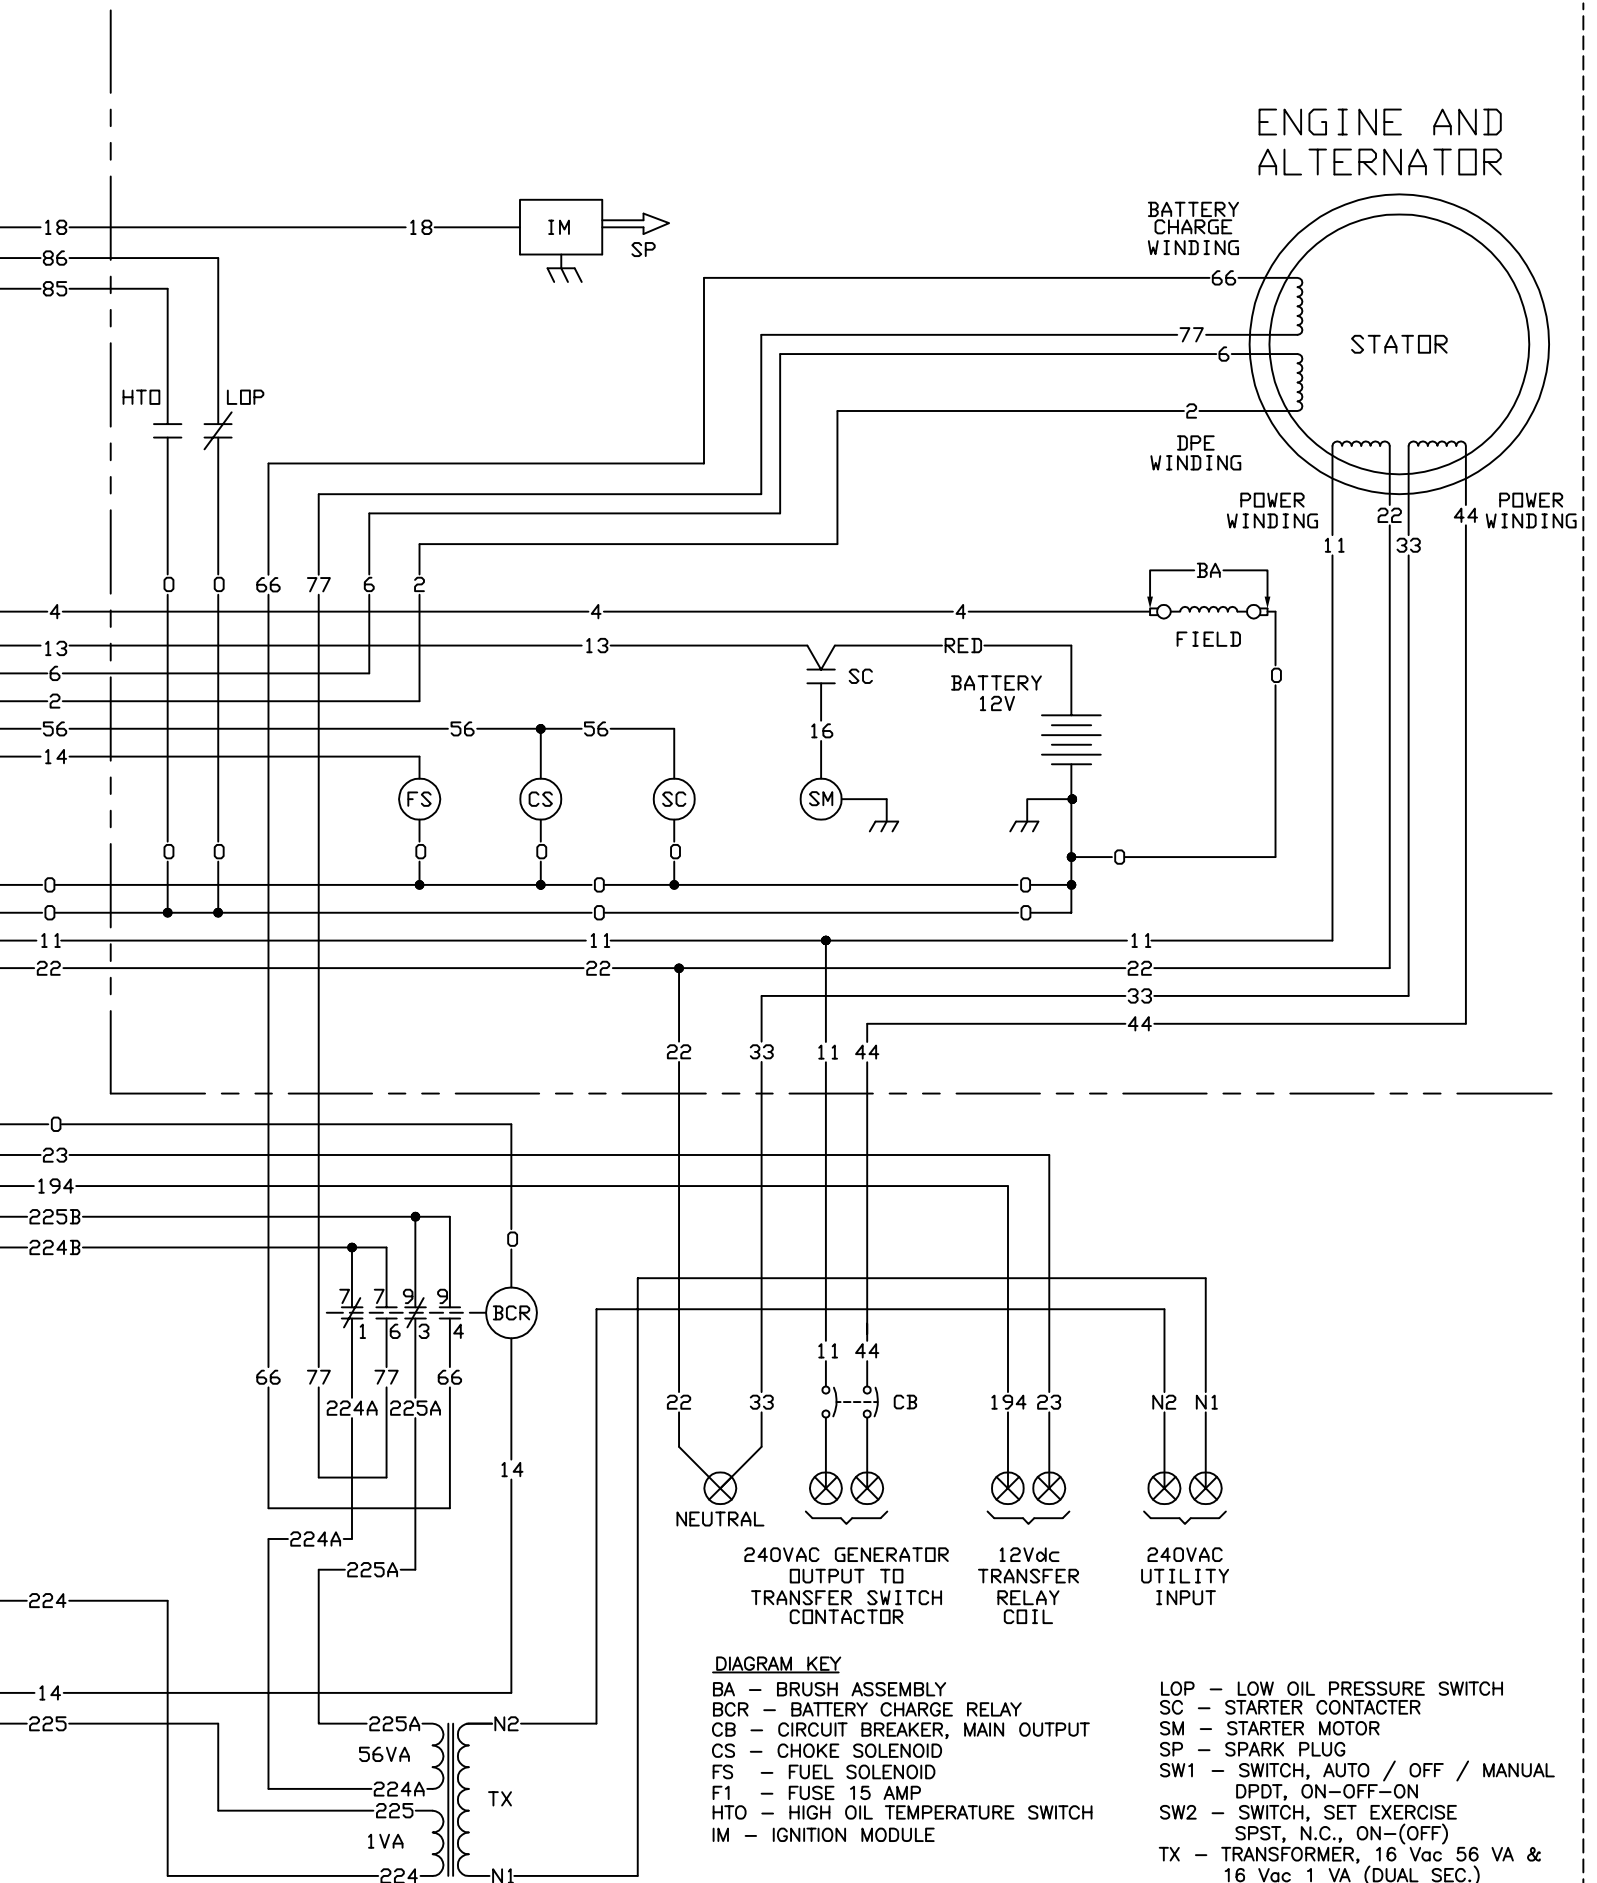 ENGINE AND
ALTERNATOR
BATTERY
CHARGE
WINDING
18 18 IM SP
86
85
66
77
6
STATOR
HTO LOP
2
DPE
WINDING
POWER
WINDING
22
44
POWER
WINDING
11 33
0 0 66 77 6 2
BA
4 4 4
FIELD
13 13 RED
6
SC
BATTERY
12V
0
2
56 56 56 16
14
FS CS SC SM
0 0 0 0 0
0
0 0 0
0 0 0
11 11 11
22 22 22
33
44
22 33 11 44
0
23
194
225B
0
224B
7 7 9 9
BCR
1 6 3 4
11 44
66 77 77 66
224A 225A
22 33
CB
194 23
N2 N1
14
NEUTRAL
224A
225A
240VAC GENERATOR
OUTPUT TO
TRANSFER SWITCH
CONTACTOR
12Vdc
TRANSFER
RELAY
COIL
240VAC
UTILITY
INPUT
224
14
225
225A N2
56VA
224A
TX
225
1VA
224 N1
DIAGRAM KEY
BA – BRUSH ASSEMBLY
BCR – BATTERY CHARGE RELAY
CB – CIRCUIT BREAKER, MAIN OUTPUT
CS – CHOKE SOLENOID
FS – FUEL SOLENOID
F1 – FUSE 15 AMP
HTO – HIGH OIL TEMPERATURE SWITCH
IM – IGNITION MODULE
LOP – LOW OIL PRESSURE SWITCH
SC – STARTER CONTACTER
SM – STARTER MOTOR
SP – SPARK PLUG
SW1 – SWITCH, AUTO / OFF / MANUAL
DPDT, ON-OFF-ON
SW2 – SWITCH, SET EXERCISE
SPST, N.C., ON-(OFF)
TX – TRANSFORMER, 16 Vac 56 VA &
16 Vac 1 VA (DUAL SEC.)